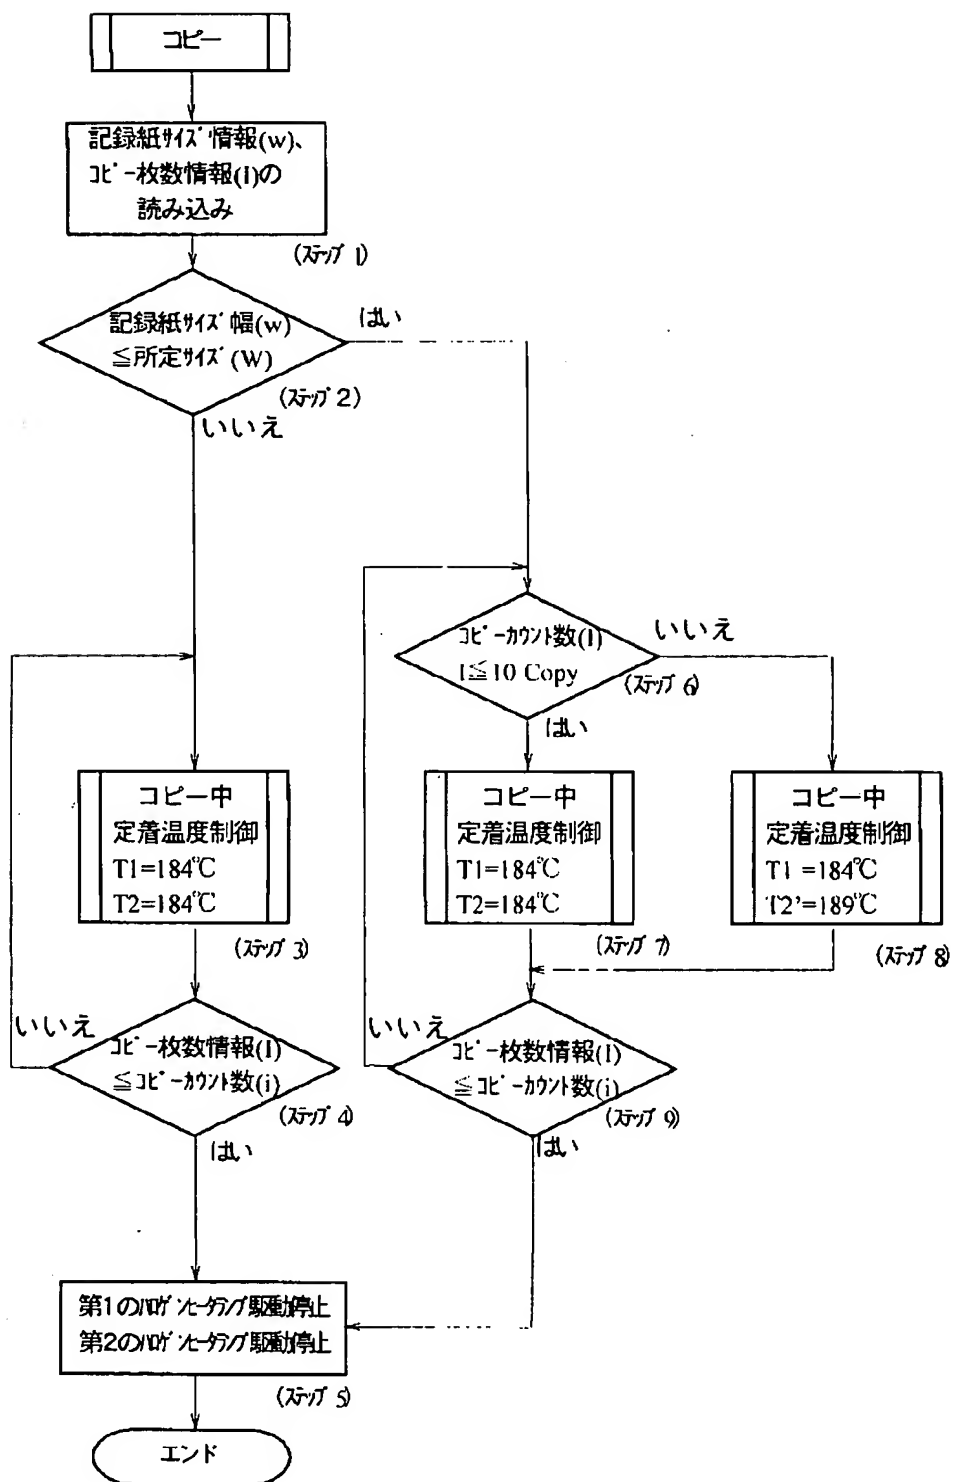 コピー
記録紙ｻｲｽﾞ情報(w)、
ｺﾋﾟｰ枚数情報(i)の
読み込み
(ｽﾃｯﾌﾟ 1)
記録紙ｻｲｽﾞ幅(w)
≦所定ｻｲｽﾞ(W)
はい
(ｽﾃｯﾌﾟ 2)
いいえ
ｺﾋﾟｰｶｳﾝﾄ数(I)
I≦10 Copy
いいえ
(ｽﾃｯﾌﾟ 6)
はい
コピー中
定着温度制御
T1=184℃
T2=184℃
(ｽﾃｯﾌﾟ 3)
コピー中
定着温度制御
T1=184℃
T2=184℃
(ｽﾃｯﾌﾟ 7)
コピー中
定着温度制御
T1=184℃
T2'=189℃
(ｽﾃｯﾌﾟ 8)
いいえ
ｺﾋﾟｰ枚数情報(I)
≦ｺﾋﾟｰｶｳﾝﾄ数(i)
(ｽﾃｯﾌﾟ 4)
はい
いいえ
ｺﾋﾟｰ枚数情報(I)
≦ｺﾋﾟｰｶｳﾝﾄ数(i)
(ｽﾃｯﾌﾟ 9)
はい
第1のﾊﾛｹﾞﾝﾋｰﾀﾗﾝﾌﾟ駆動停止
第2のﾊﾛｹﾞﾝﾋｰﾀﾗﾝﾌﾟ駆動停止
(ｽﾃｯﾌﾟ 5)
エンド